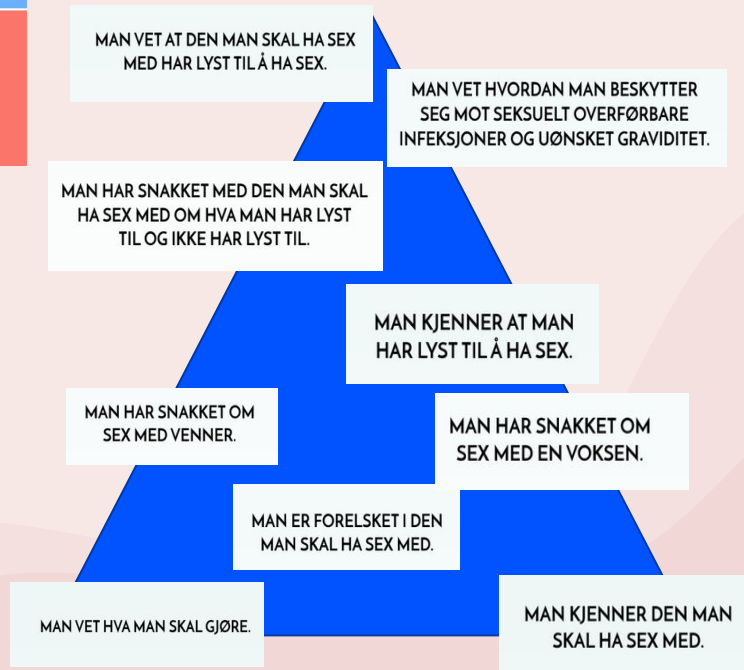 MAN VET AT DEN MAN SKAL HA SEX
MED HAR LYST TIL Å HA SEX.
MAN VET HVORDAN MAN BESKYTTER
SEG MOT SEKSUELT OVERFØRBARE
INFEKSJONER OG UØNSKET GRAVIDITET.
MAN HAR SNAKKET MED DEN MAN SKAL
HA SEX MED OM HVA MAN HAR LYST
TIL OG IKKE HAR LYST TIL.
MAN KJENNER AT MAN
HAR LYST TIL Å HA SEX.
MAN HAR SNAKKET OM
SEX MED VENNER.
MAN HAR SNAKKET OM
SEX MED EN VOKSEN.
MAN ER FORELSKET I DEN
MAN SKAL HA SEX MED.
MAN VET HVA MAN SKAL GJØRE.
MAN KJENNER DEN MAN
SKAL HA SEX MED.